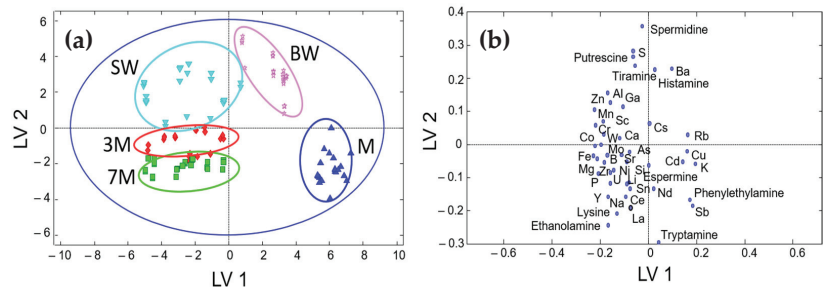 (a)
SW
BW
3M
7M
M
LV 2
6
4
2
0
−2
−4
−6
−10 −8 −6 −4 −2 0 2 4 6 8 10
LV 1
(b)
LV 2
0.4
0.3
0.2
0.1
0
−0.1
−0.2
−0.3
−0.6 −0.4 −0.2 0 0.2 0.4 0.6
LV 1
Spermidine
Putrescine S
Tiramine Ba
Histamine
Zn Al Ga
Mn Sc Cs
Co Cr W Ca Rb
Fe Mo As Cu
B Sr Cd K
Mg Zr Ni Si Espermine
P U Li Sn Nd Phenylethylamine
Y Na Ce Sb
Lysine La
Ethanolamine
Tryptamine